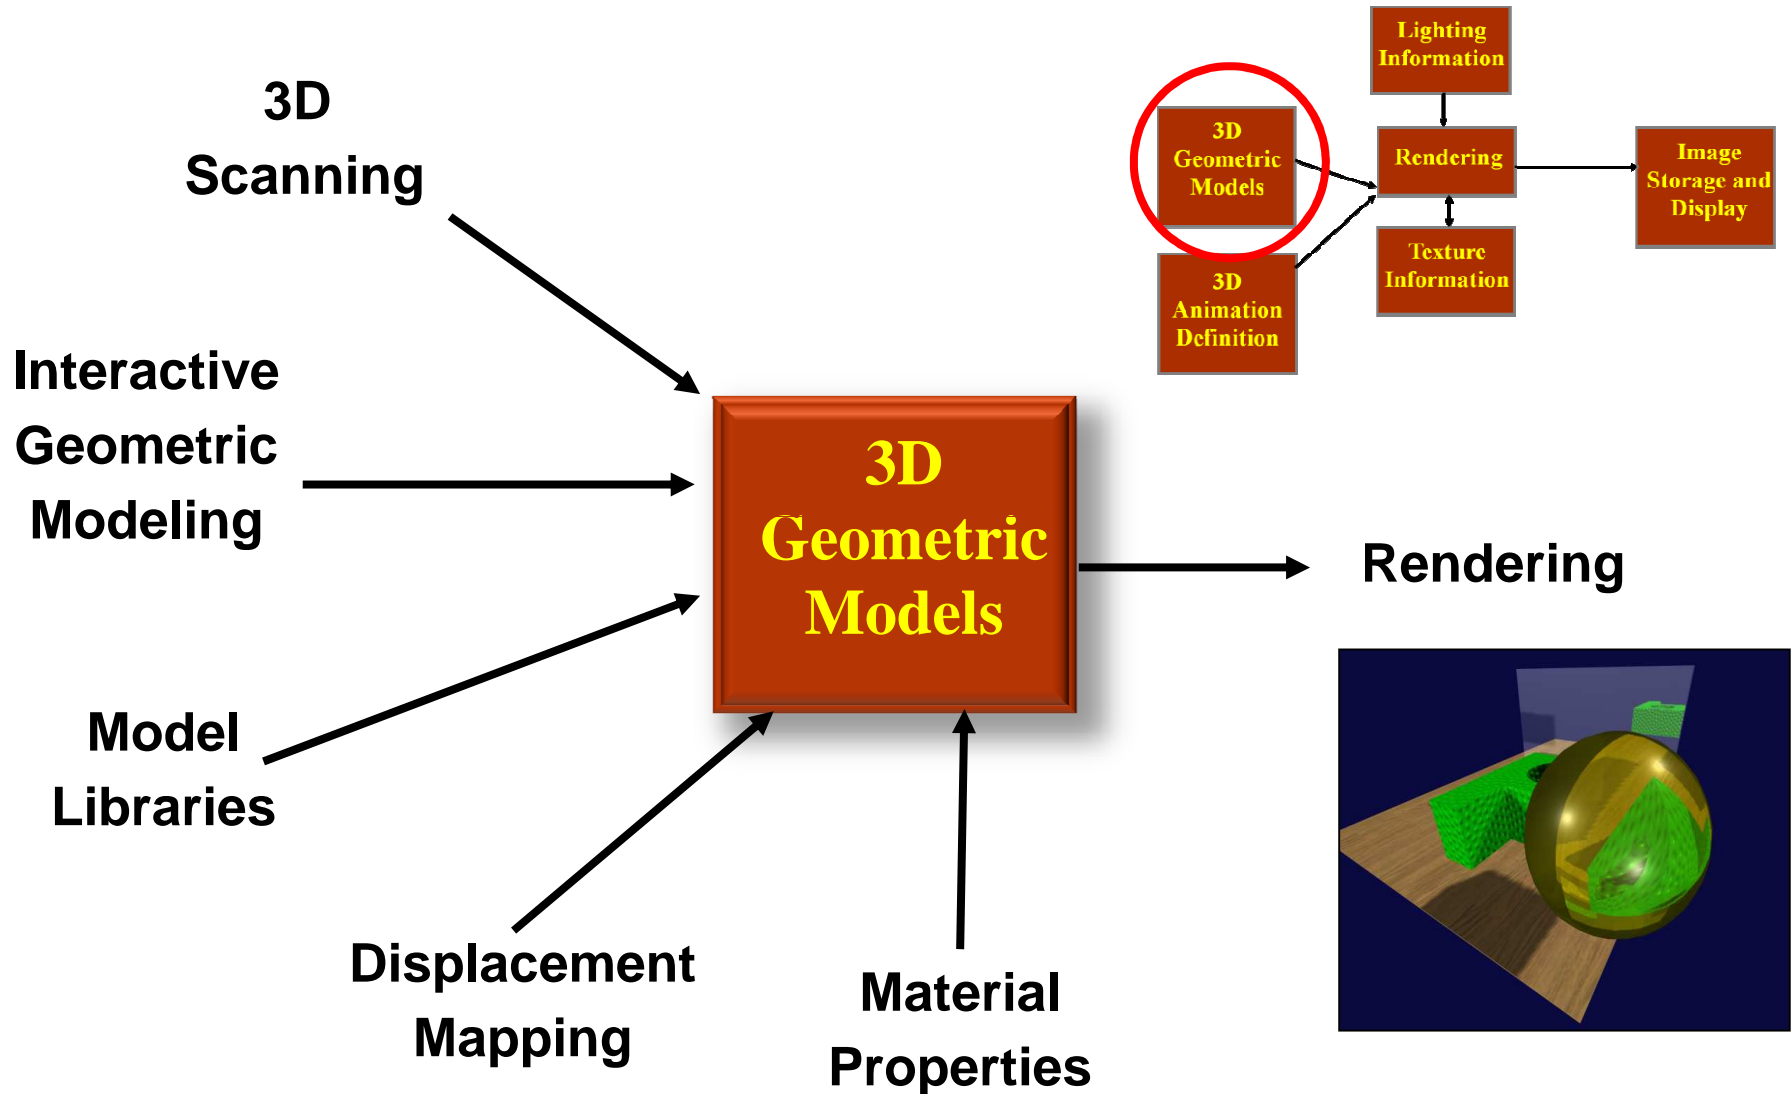 3D
Scanning
Interactive
Geometric
Modeling
Model
Libraries
Displacement
Mapping
Material
Properties
3D
Geometric
Models
Rendering
Lighting
Information
3D
Geometric
Models
Rendering
Image
Storage and
Display
Texture
Information
3D
Animation
Definition